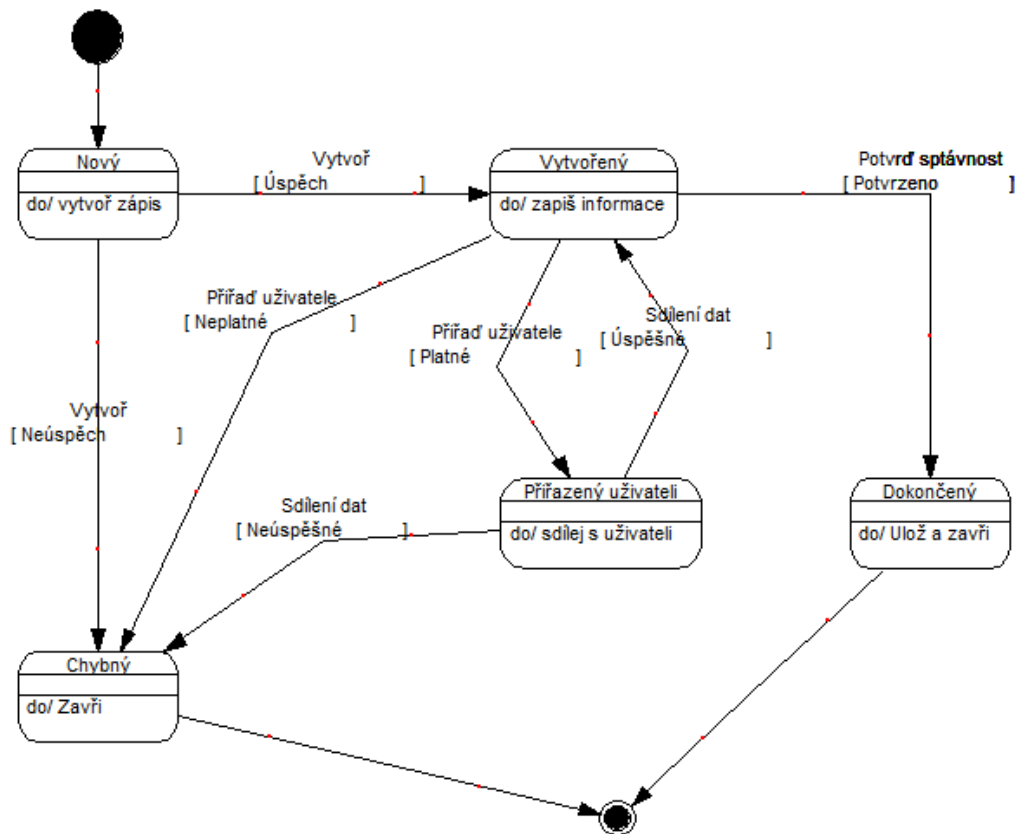 Nový
do/ vytvoř zápis
Vytvoř
[ Úspěch ]
Vytvořený
do/ zapiš informace
Potvrď sptávnost
[ Potvrzeno ]
Přiřaď uživatele
[ Neplatné ]
Přiřaď uživatele
[ Platné ]
Sdílení dat
[ Úspěšné ]
Vytvoř
[ Neúspěch ]
Sdílení dat
[ Neúspěšné ]
Přiřazený uživateli
do/ sdílej s uživateli
Dokončený
do/ Ulož a zavři
Chybný
do/ Zavři